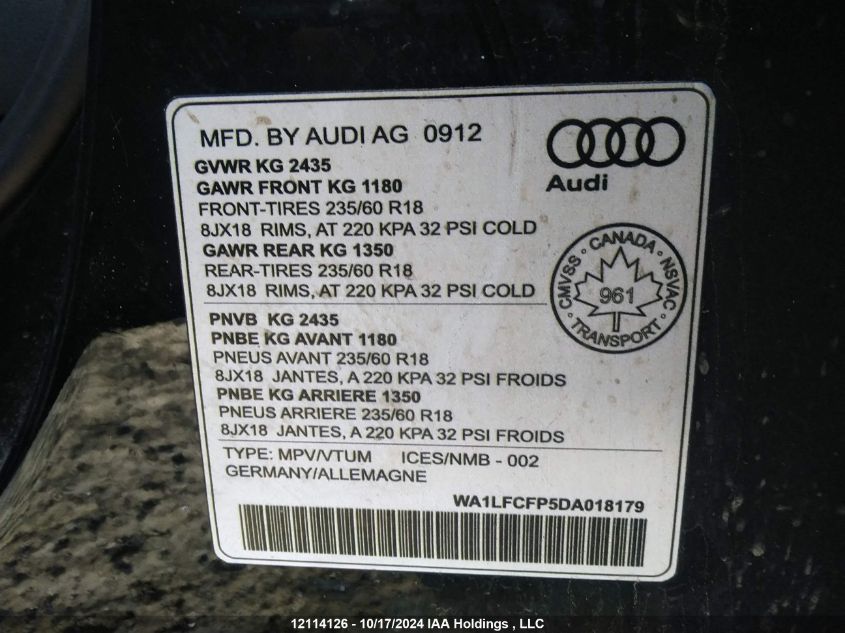 MFD. BY AUDI AG 0912
GVWR KG 2435
GAWR FRONT KG 1180
FRONT-TIRES 235/60 R18
8JX18 RIMS, AT 220 KPA 32 PSI COLD
GAWR REAR KG 1350
REAR-TIRES 235/60 R18
8JX18 RIMS, AT 220 KPA 32 PSI COLD
Audi
CMVSS - CANADA - NSVAC
961
TRANSPORT
PNVB KG 2435
PNBE KG AVANT 1180
PNEUS AVANT 235/60 R18
8JX18 JANTES, A 220 KPA 32 PSI FROIDS
PNBE KG ARRIERE 1350
PNEUS ARRIERE 235/60 R18
8JX18 JANTES, A 220 KPA 32 PSI FROIDS
TYPE: MPV/VTUM ICES/NMB - 002
GERMANY/ALLEMAGNE
WA1LFCFP5DA018179
12114126 - 10/17/2024 IAA Holdings , LLC